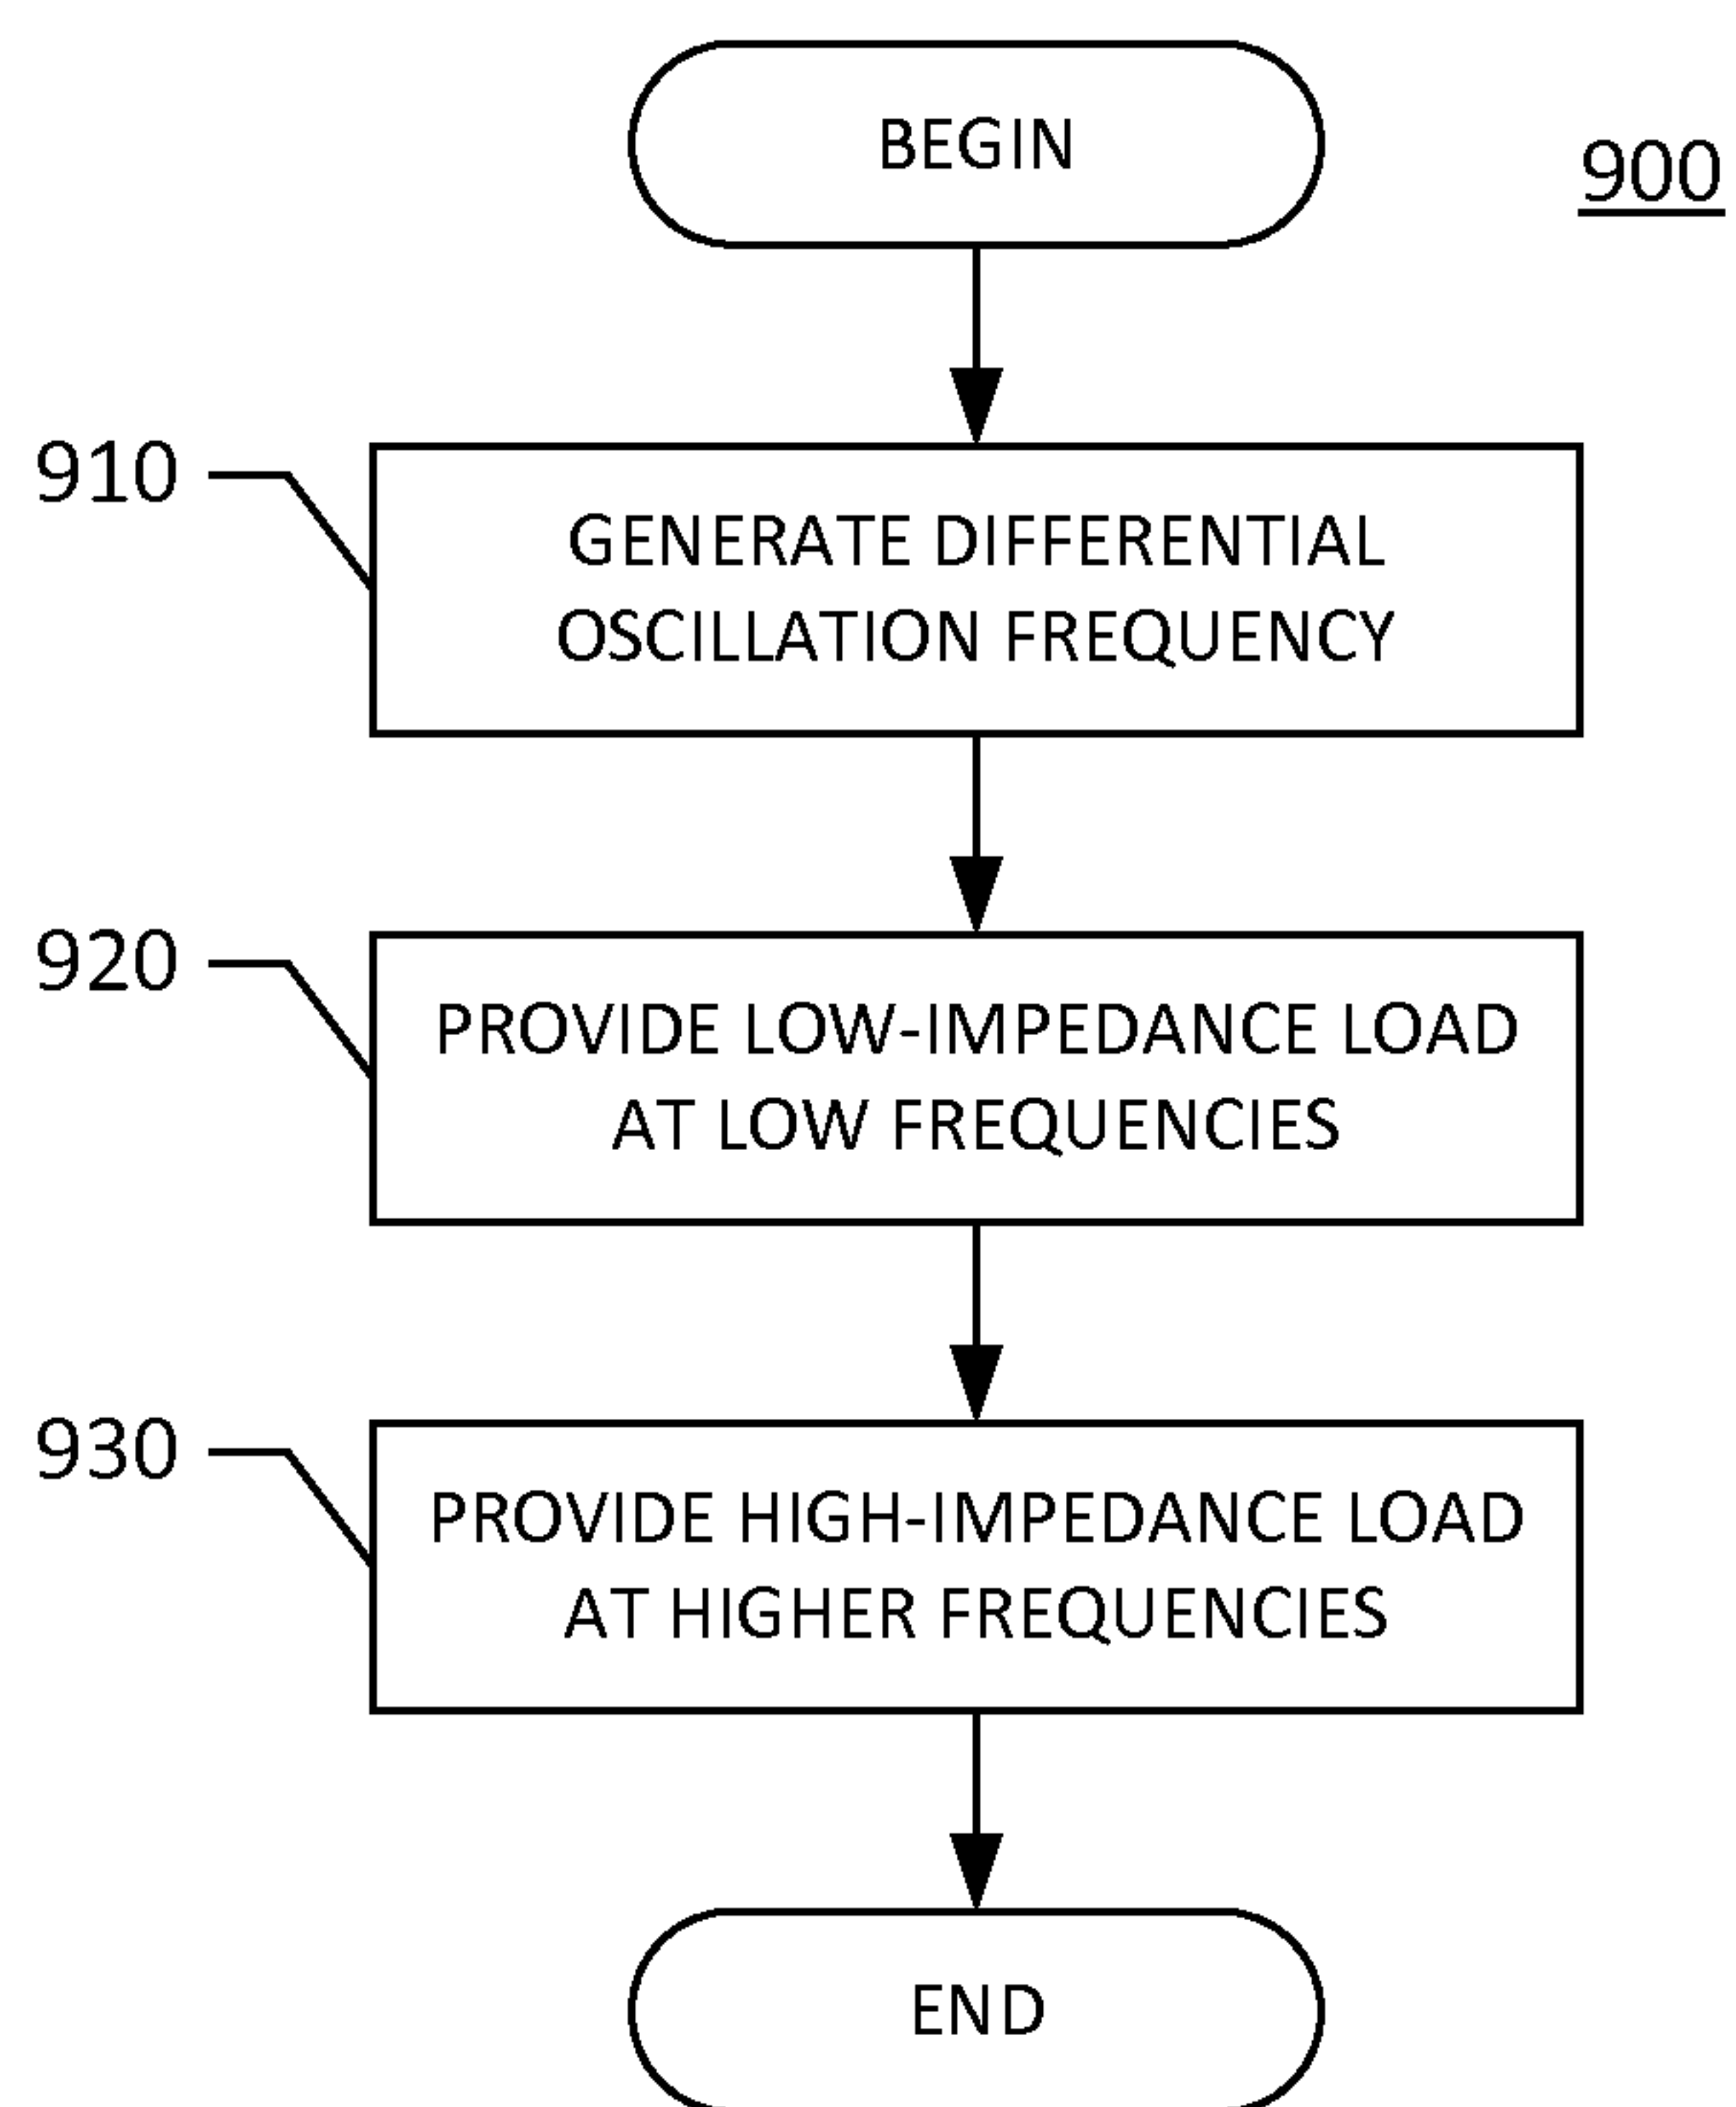 BEGIN
900
910
GENERATE DIFFERENTIAL
OSCILLATION FREQUENCY
920
PROVIDE LOW-IMPEDANCE LOAD
AT LOW FREQUENCIES
930
PROVIDE HIGH-IMPEDANCE LOAD
AT HIGHER FREQUENCIES
END